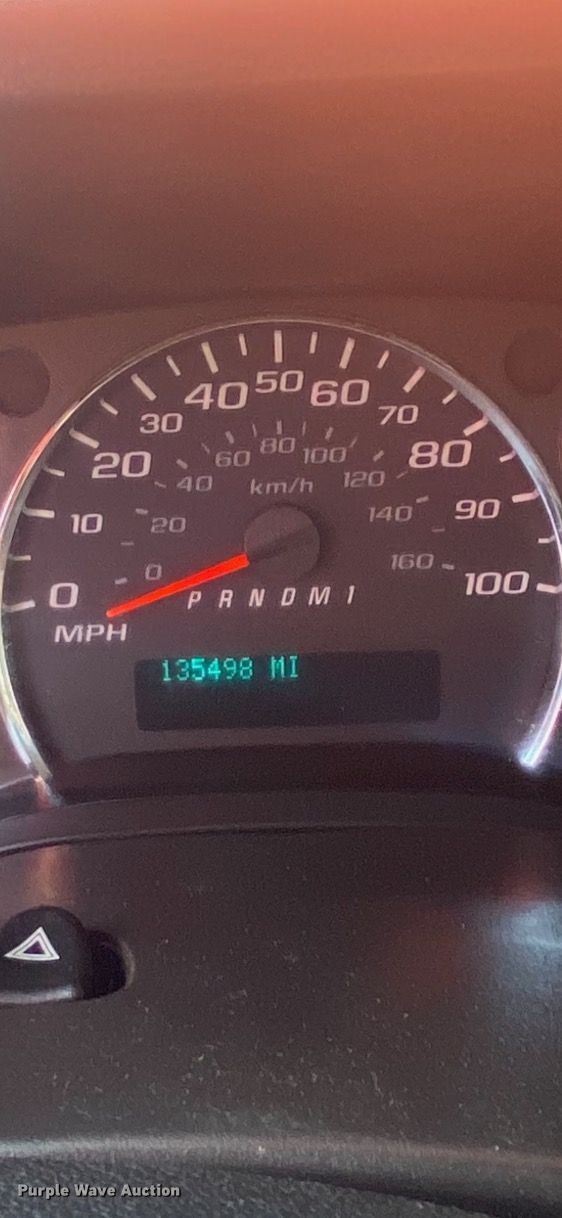 40 50 60
30 70
20 80
60 80 100
40 km/h 120
10 20 140 90
0 0 160 100
P R N D M 1
MPH
135498 MI
Purple Wave Auction